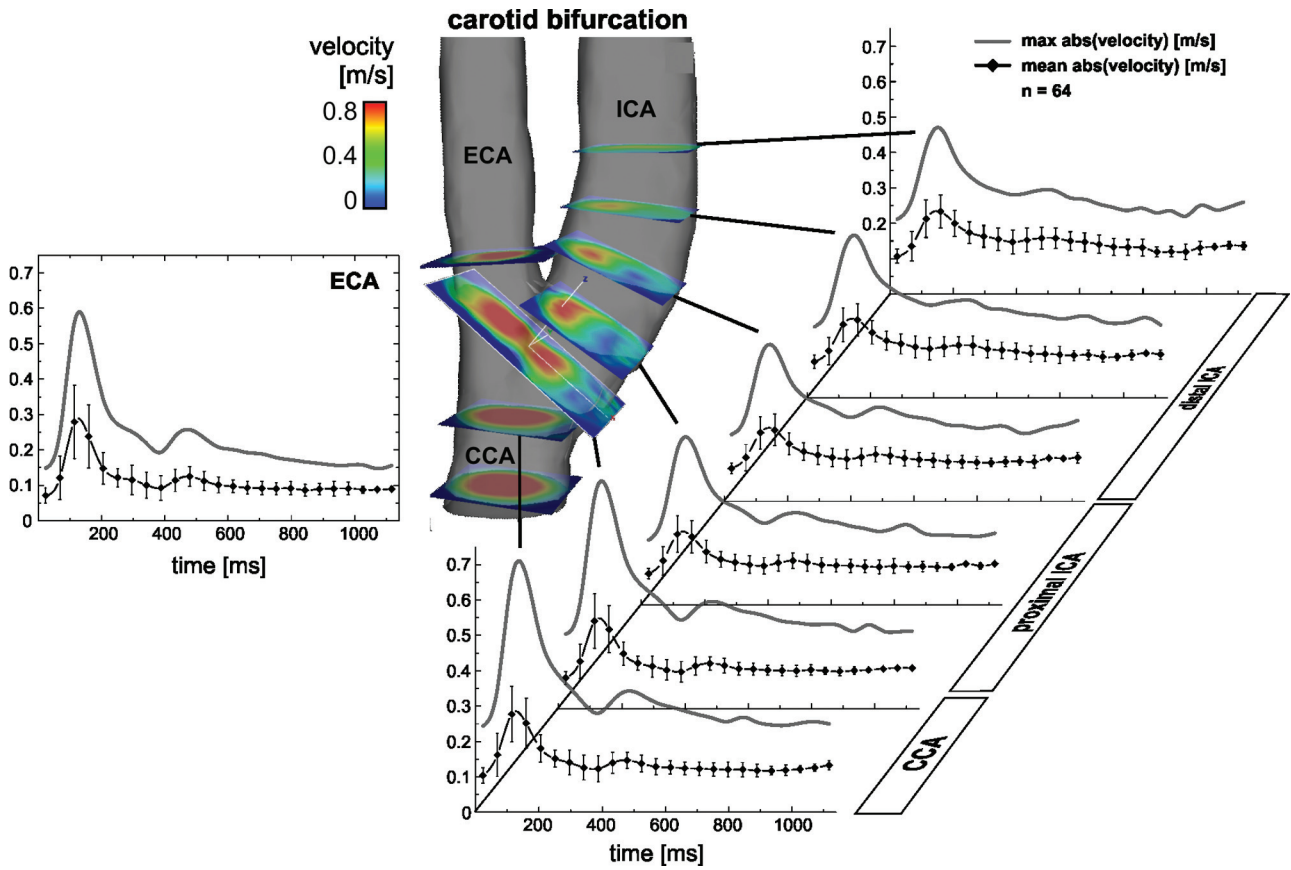 carotid bifurcation
velocity
[m/s]
0.8
0.4
0
ECA
ICA
CCA
z
max abs(velocity) [m/s]
mean abs(velocity) [m/s]
n = 64
0.7
0.6
0.5
0.4
0.3
0.2
ECA
0.7
0.6
0.5
0.4
0.3
0.2
0.1
0
200 400 600 800 1000
time [ms]
0.7
0.6
0.5
0.4
0.3
0.2
0.1
0
200 400 600 800 1000
time [ms]
distal ICA
proximal ICA
CCA